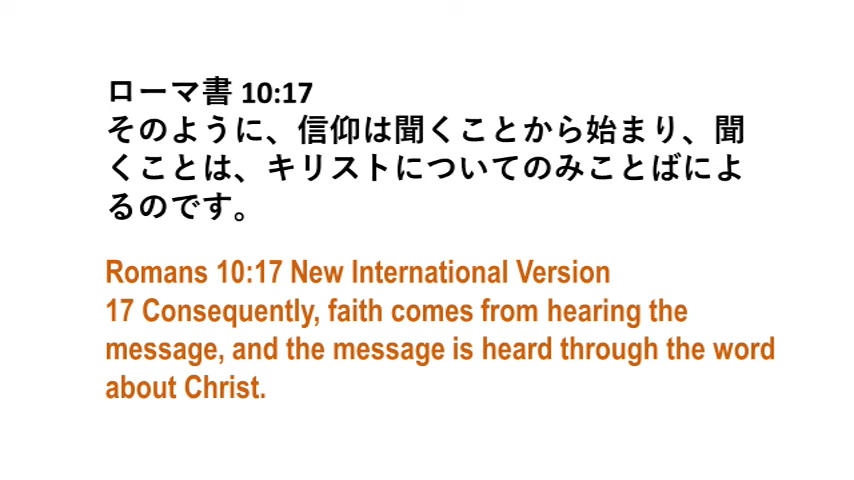 ローマ書 10:17
そのように、信仰は聞くことから始まり、聞
くことは、キリストについてのみことばによ
るのです。
Romans 10:17 New International Version
17 Consequently, faith comes from hearing the
message, and the message is heard through the word
about Christ.